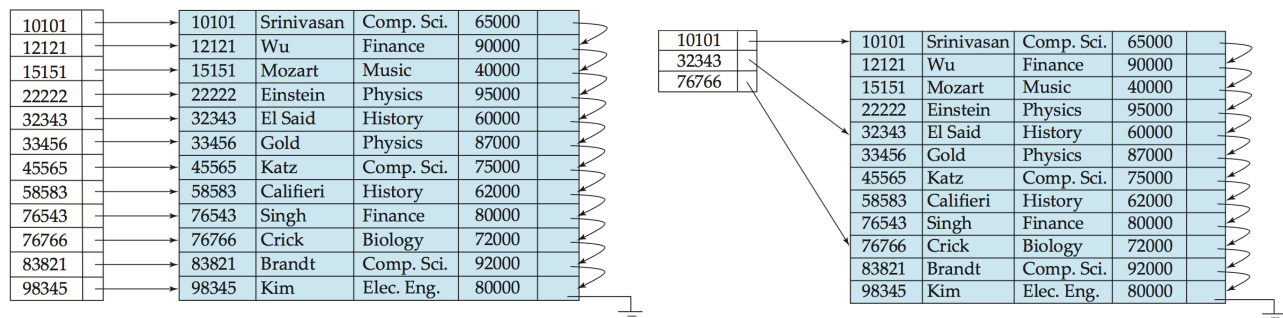 10101 10101 Srinivasan Comp. Sci. 65000
12121 12121 Wu Finance 90000
15151 15151 Mozart Music 40000
22222 22222 Einstein Physics 95000
32343 32343 El Said History 60000
33456 33456 Gold Physics 87000
45565 45565 Katz Comp. Sci. 75000
58583 58583 Califieri History 62000
76543 76543 Singh Finance 80000
76766 76766 Crick Biology 72000
83821 83821 Brandt Comp. Sci. 92000
98345 98345 Kim Elec. Eng. 80000
10101 10101 Srinivasan Comp. Sci. 65000
32343 12121 Wu Finance 90000
76766 15151 Mozart Music 40000
22222 Einstein Physics 95000
32343 El Said History 60000
33456 Gold Physics 87000
45565 Katz Comp. Sci. 75000
58583 Califieri History 62000
76543 Singh Finance 80000
76766 Crick Biology 72000
83821 Brandt Comp. Sci. 92000
98345 Kim Elec. Eng. 80000